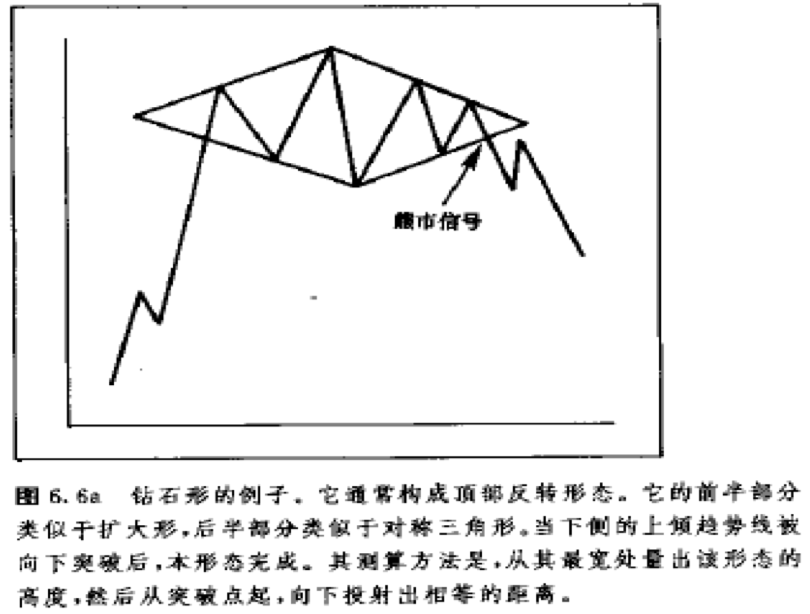 熊市信号
图 6.6a 钻石形的例子。它通常构成顶部反转形态。它的前半部分
类似于扩大形,后半部分类似于对称三角形。当下侧的上倾趋势线被
向下突破后,本形态完成。其测算方法是,从其最宽处量出该形态的
高度,然后从突破点起,向下投射出相等的距离。